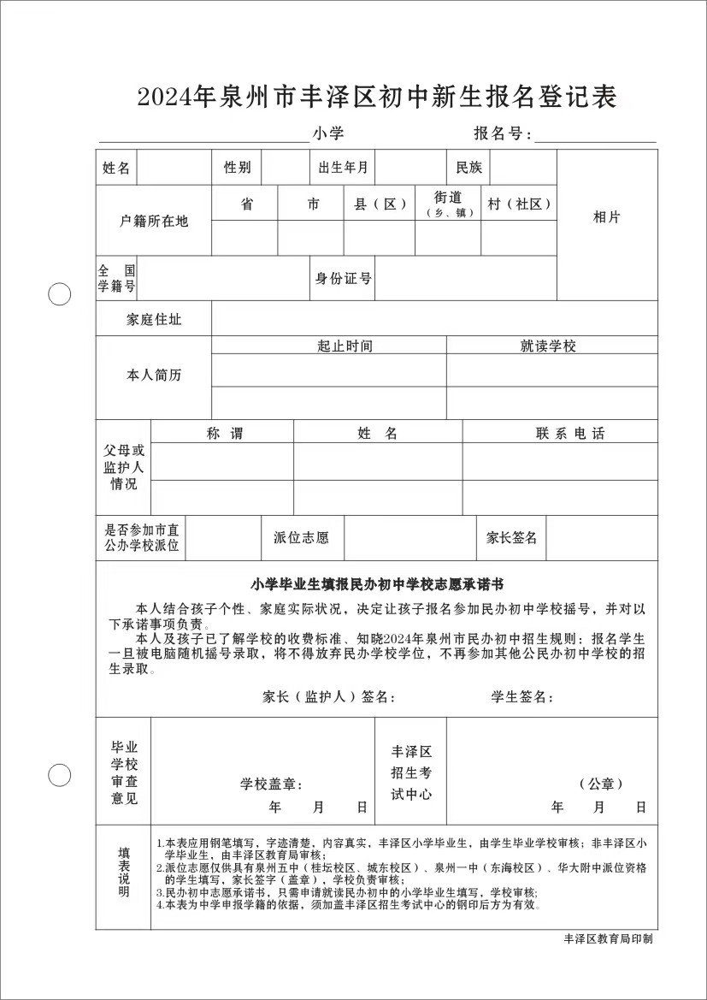 2024年泉州市丰泽区初中新生报名登记表
小学 报名号:
姓名 性别 出生年月 民族
相片
户籍所在地
省 市 县（区） 街道 村（社区）
（乡、镇）
全 国
学籍号
身份证号
家庭住址
本人简历
起止时间 就读学校
父母或
监护人
情况
称 谓 姓 名 联 系 电 话
是否参加市直
公办学校派位
派位志愿 家长签名
小学毕业生填报民办初中学校志愿承诺书
本人结合孩子个性、家庭实际状况，决定让孩子报名参加民办初中学校摇号，并对以
下承诺事项负责。
本人及孩子已了解学校的收费标准、知晓2024年泉州市民办初中招生规则：报名学生
一旦被电脑随机摇号录取，将不得放弃民办学校学位，不再参加其他公民办初中学校的招
生录取。
家长（监护人）签名： 学生签名：
毕业
学校
审查
意见
学校盖章：
年 月 日
丰泽区
招生考
试中心
（公章）
年 月 日
填
表
说
明
1.本表应用钢笔填写，字迹清楚，内容真实，丰泽区小学毕业生，由学生毕业学校审核；非丰泽区小
学毕业生，由丰泽区教育局审核；
2.派位志愿仅供具有泉州五中（桂坛校区、城东校区）、泉州一中（东海校区）、华大附中派位资格
的学生填写，家长签字（盖章），学校负责审核；
3.民办初中志愿承诺书，只需申请就读民办初中的小学毕业生填写，学校审核；
4.本表为中学申报学籍的依据，须加盖丰泽区招生考试中心的钢印后方为有效。
丰泽区教育局印制